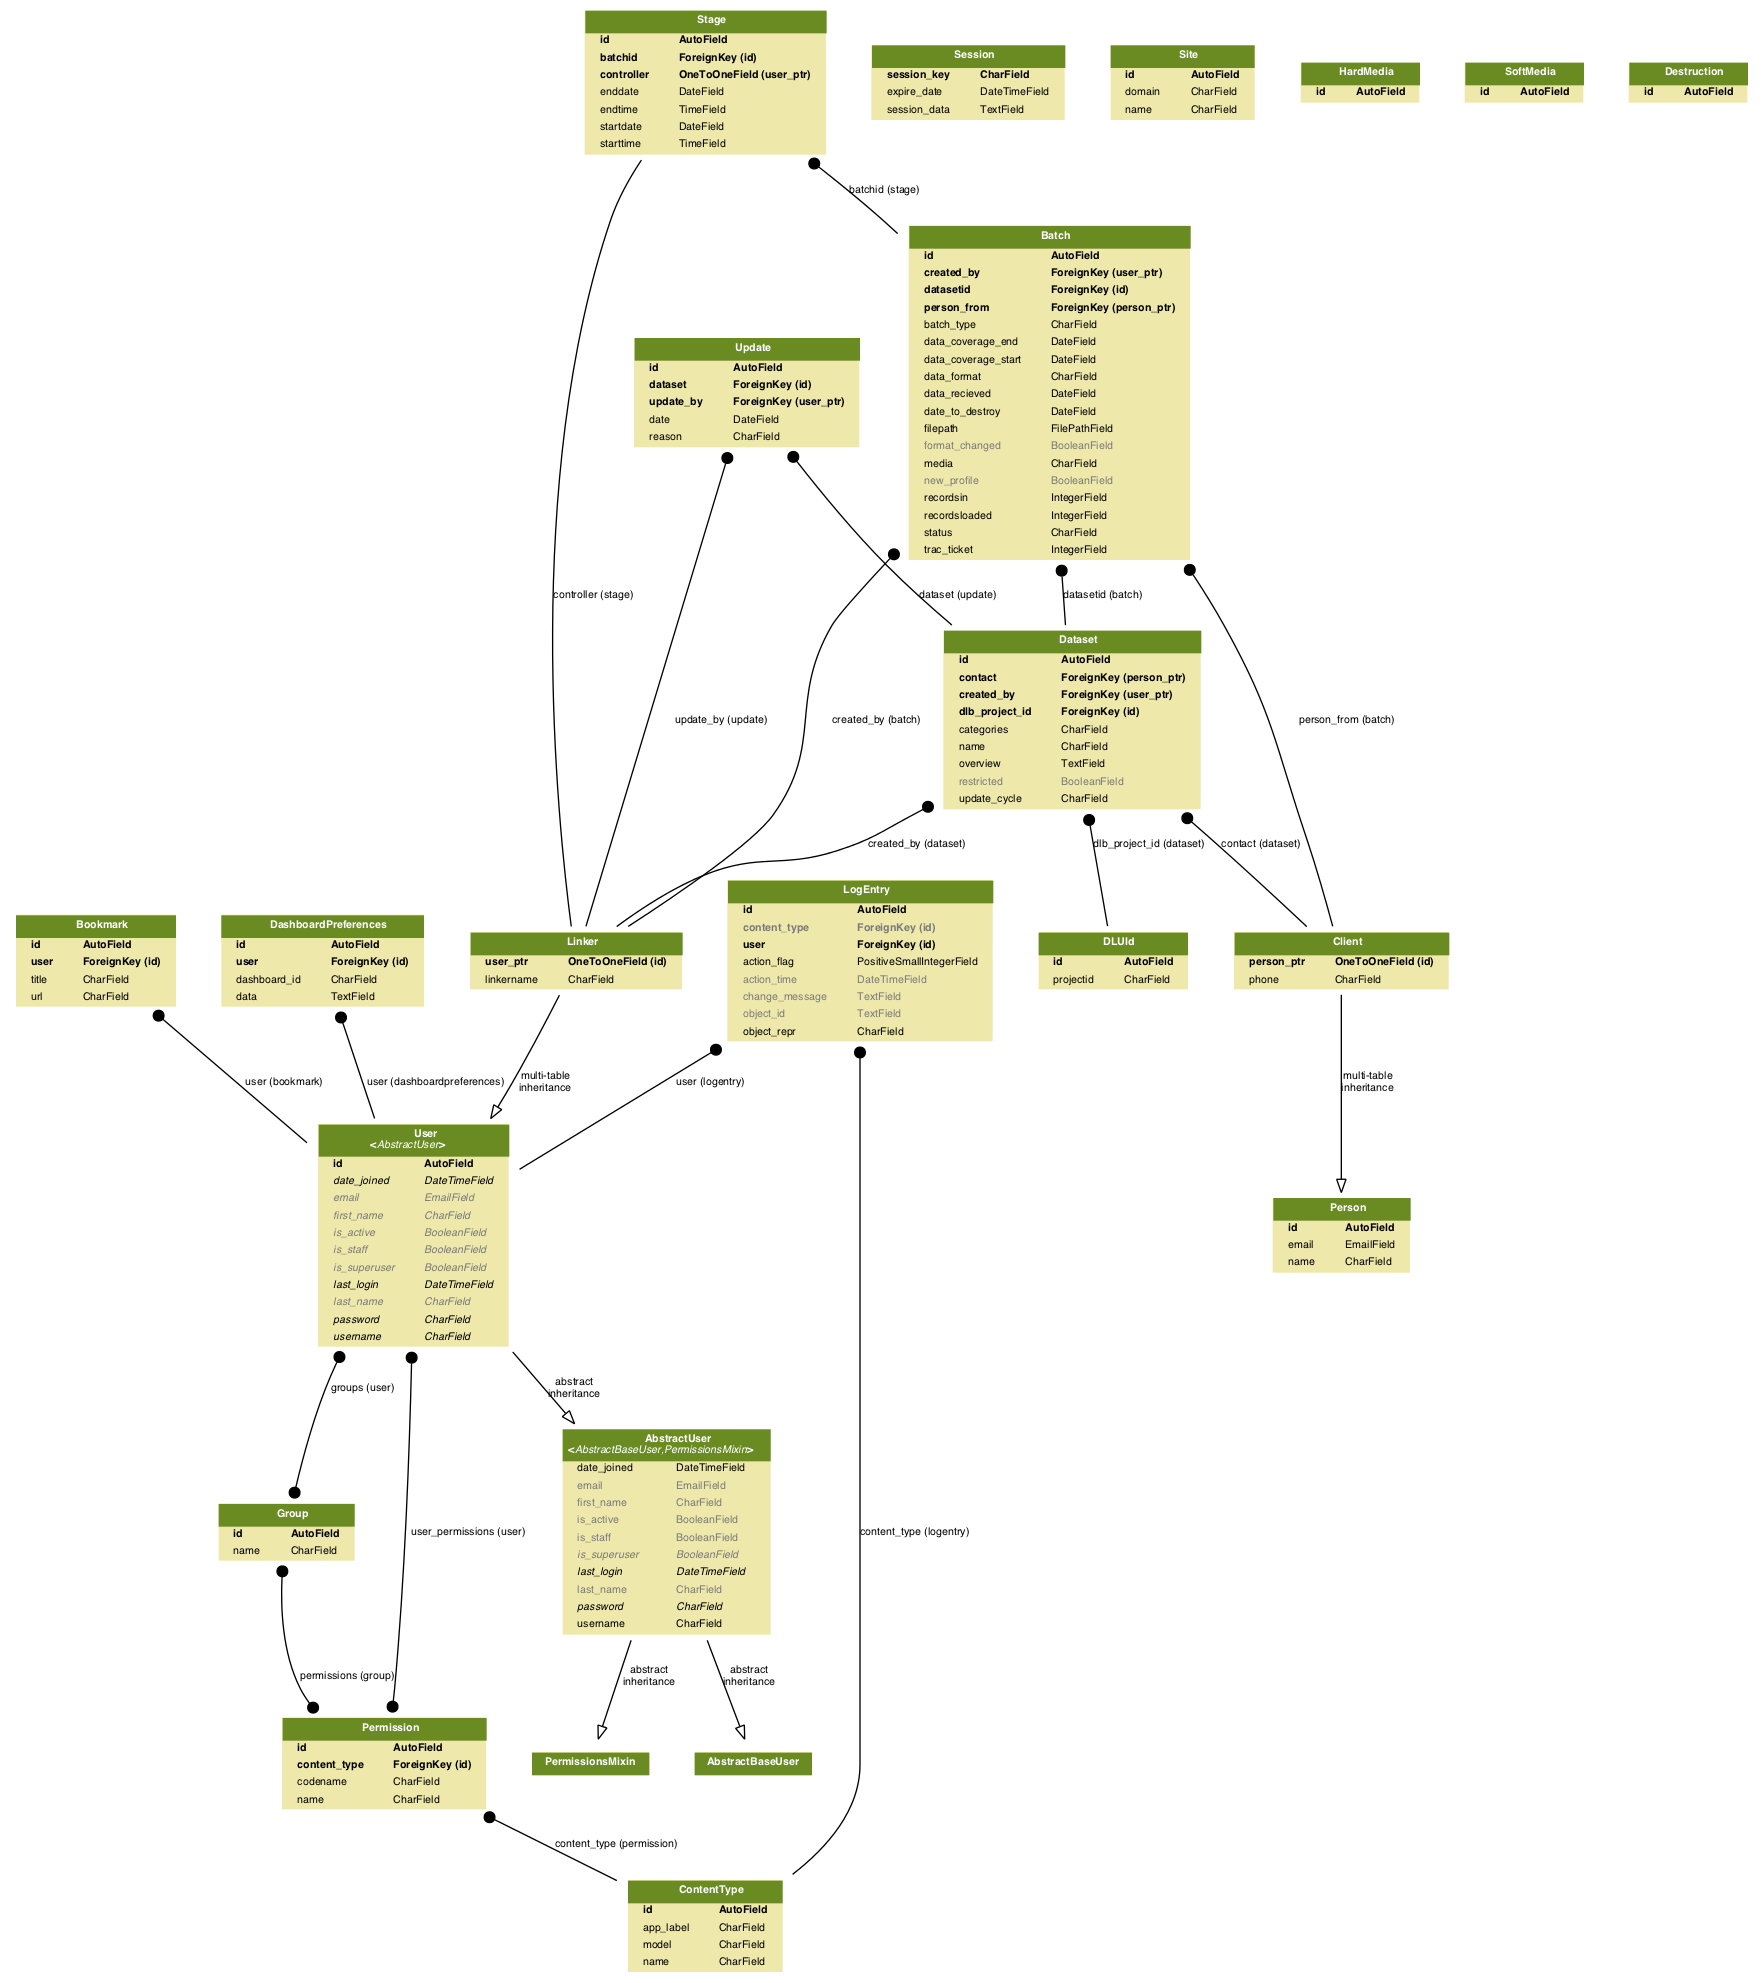 Stage
id AutoField
batchid ForeignKey (id)
controller OneToOneField (user_ptr)
enddate DateField
endtime TimeField
startdate DateField
starttime TimeField
Session
session_key CharField
expire_date DateTimeField
session_data TextField
Site
id AutoField
domain CharField
name CharField
HardMedia
id AutoField
SoftMedia
id AutoField
Destruction
id AutoField
batchid (stage)
Batch
id AutoField
created_by ForeignKey (user_ptr)
datasetid ForeignKey (id)
person_from ForeignKey (person_ptr)
batch_type CharField
data_coverage_end DateField
data_coverage_start DateField
data_format CharField
data_recieved DateField
date_to_destroy DateField
filepath FilePathField
format_changed BooleanField
media CharField
new_profile BooleanField
recordsin IntegerField
recordsloaded IntegerField
status CharField
trac_ticket IntegerField
Update
id AutoField
dataset ForeignKey (id)
update_by ForeignKey (user_ptr)
date DateField
reason CharField
controller (stage)
dataset (update)
datasetid (batch)
Dataset
id AutoField
contact ForeignKey (person_ptr)
created_by ForeignKey (user_ptr)
dlb_project_id ForeignKey (id)
categories CharField
name CharField
overview TextField
restricted BooleanField
update_cycle CharField
update_by (update)
created_by (batch)
person_from (batch)
created_by (dataset)
dlb_project_id (dataset)
contact (dataset)
Bookmark
id AutoField
user ForeignKey (id)
title CharField
url CharField
DashboardPreferences
id AutoField
user ForeignKey (id)
dashboard_id CharField
data TextField
Linker
user_ptr OneToOneField (id)
linkername CharField
LogEntry
id AutoField
content_type ForeignKey (id)
user ForeignKey (id)
action_flag PositiveSmallIntegerField
action_time DateTimeField
change_message TextField
object_id TextField
object_repr CharField
DLUId
id AutoField
projectid CharField
Client
person_ptr OneToOneField (id)
phone CharField
user (bookmark)
user (dashboardpreferences)
multi-table
inheritance
user (logentry)
multi-table
inheritance
User
<AbstractUser>
id AutoField
date_joined DateTimeField
email EmailField
first_name CharField
is_active BooleanField
is_staff BooleanField
is_superuser BooleanField
last_login DateTimeField
last_name CharField
password CharField
username CharField
Person
id AutoField
email EmailField
name CharField
groups (user)
abstract
inheritance
AbstractUser
<AbstractBaseUser,PermissionsMixin>
date_joined DateTimeField
email EmailField
first_name CharField
is_active BooleanField
is_staff BooleanField
is_superuser BooleanField
last_login DateTimeField
last_name CharField
password CharField
username CharField
Group
id AutoField
name CharField
user_permissions (user)
content_type (logentry)
permissions (group)
abstract
inheritance
abstract
inheritance
Permission
id AutoField
content_type ForeignKey (id)
codename CharField
name CharField
PermissionsMixin
AbstractBaseUser
content_type (permission)
ContentType
id AutoField
app_label CharField
model CharField
name CharField